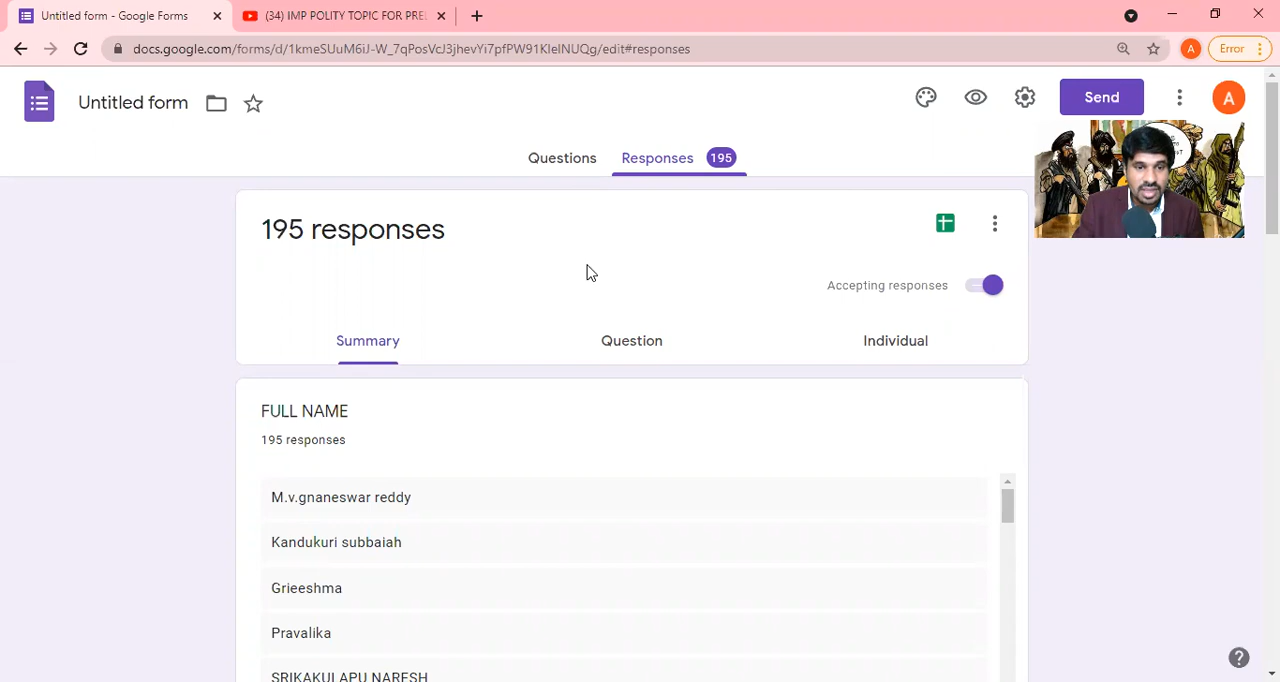 Untitled form - Google Forms
(34) IMP POLITY TOPIC FOR PREL
docs.google.com/forms/d/1kmeSUuM6iJ-W_7qPosVcJ3jhevYi7pfPW91KIeINUQg/edit#responses
A
Error
Untitled form
Send
A
Questions
Responses 195
195 responses
Accepting responses
Summary
Question
Individual
FULL NAME
195 responses
M.v.gnaneswar reddy
Kandukuri subbaiah
Grieeshma
Pravalika
SRIKAKULAPU NARESH